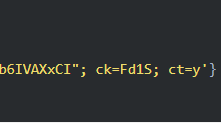 b6IVAXxCI"; ck=Fd1S; ct=y'}